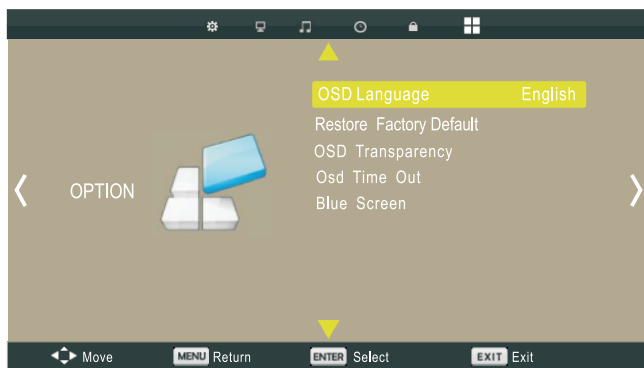 OSD Language English
Restore Factory Default
OSD Transparency
OPTION
Osd Time Out
Blue Screen
Move MENU Return ENTER Select EXIT Exit